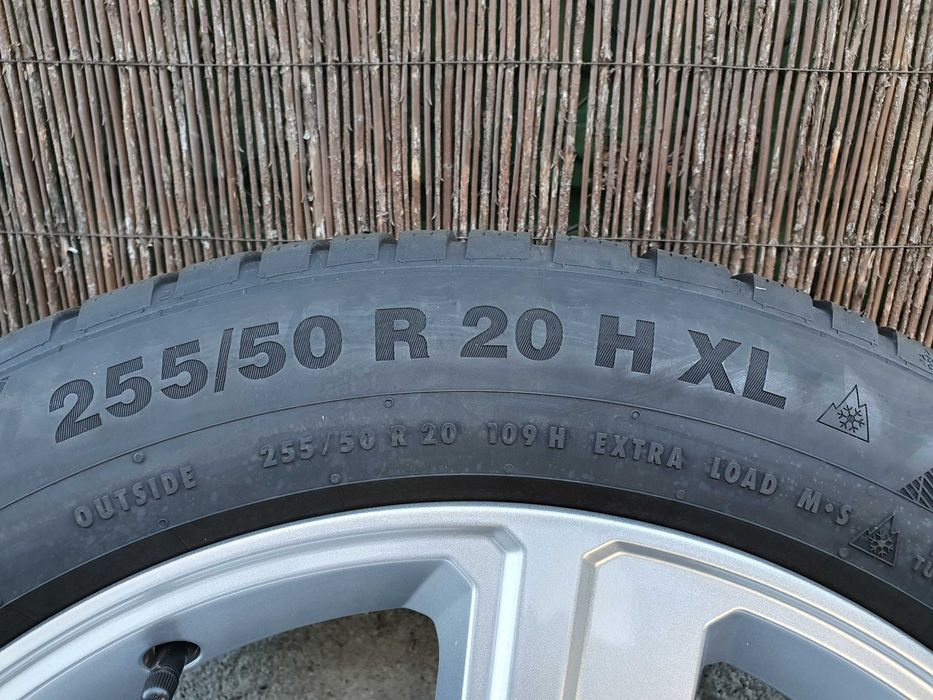 255/50 R 20 H XL
OUTSIDE 255/50 R 20 109 H EXTRA LOAD M•S